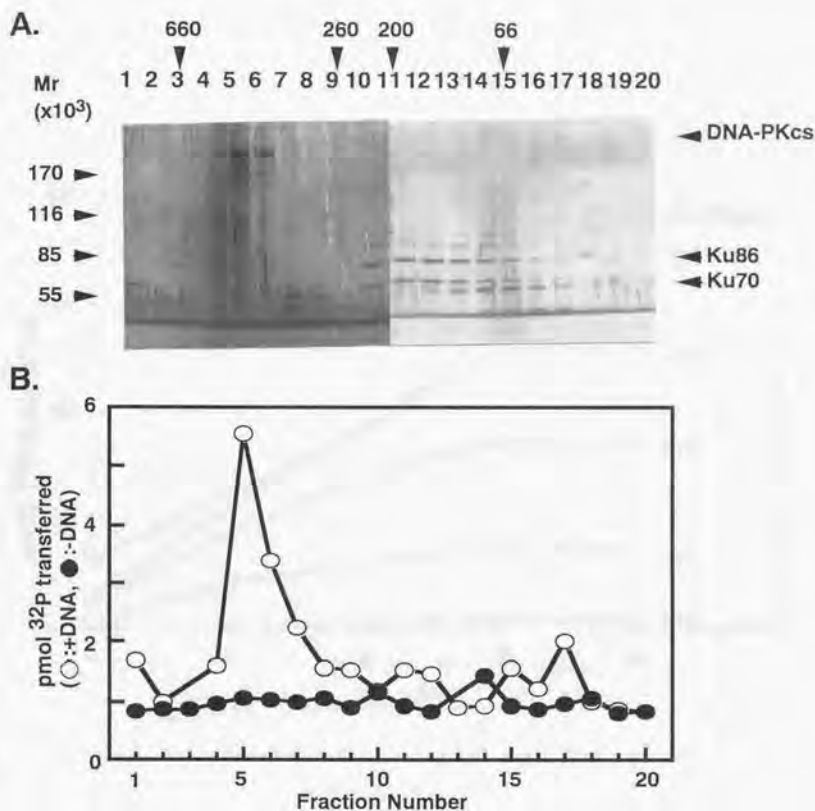 A.
660 260 200 66
1 2 3 4 5 6 7 8 9 10 11 12 13 14 15 16 17 18 19 20
Mr
(x10³)
DNA-PKcs
170
116
85
Ku86
Ku70
55
B.
6
4
2
0
pmol ³²P transferred
(○:+DNA, ●:-DNA)
1 5 10 15 20
Fraction Number